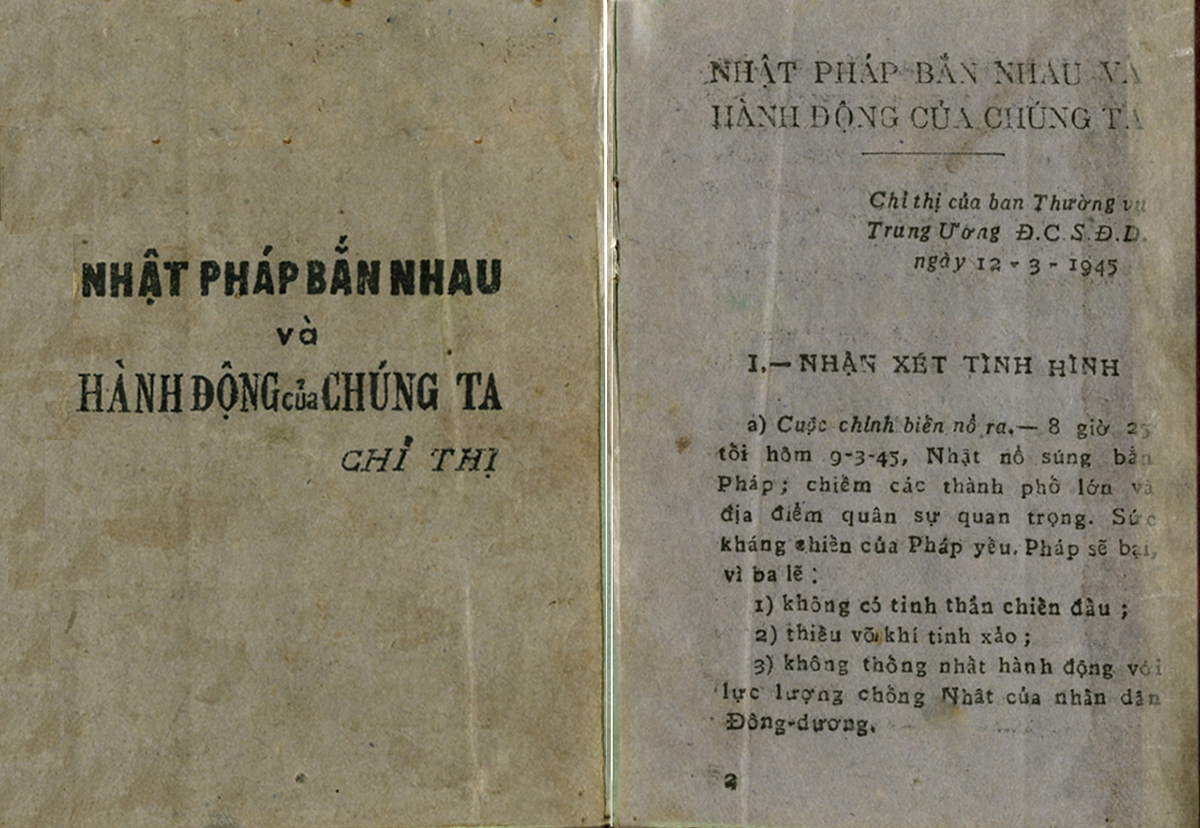 NHẬT PHÁP BẮN NHAU
và
HÀNH ĐỘNG của CHÚNG TA
CHỈ THỊ
NHẬT PHÁP BẮN NHAU VÀ
HÀNH ĐỘNG CỦA CHÚNG TA
Chỉ thị của ban Thường vụ
Trung Ương Đ.C.S.Đ.D.
ngày 12-3-1945
I.— NHẬN XÉT TÌNH HÌNH
a) Cuộc chính biến nổ ra.— 8 giờ 25
tối hôm 9-3-45, Nhật nổ súng bắn
Pháp; chiếm các thành phố lớn và
địa điểm quân sự quan trọng. Sức
kháng chiến của Pháp yếu. Pháp sẽ bại,
vì ba lẽ :
1) không có tinh thần chiến đấu ;
2) thiếu võ khí tinh xảo ;
3) không thống nhất hành động với
lực lượng chống Nhật của nhân dân
Đông-dương.
2